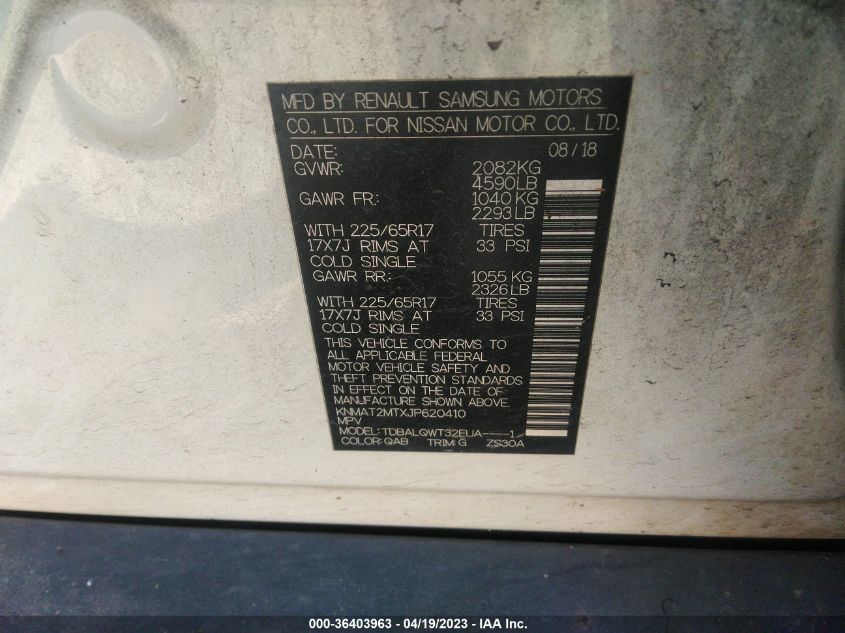 MFD BY RENAULT SAMSUNG MOTORS
CO., LTD. FOR NISSAN MOTOR CO., LTD.
DATE: 08/18
GVWR: 2082KG
4590LB
GAWR FR: 1040 KG
2293 LB
WITH 225/65R17 TIRES
17X7J RIMS AT 33 PSI
COLD SINGLE
GAWR RR: 1055 KG
2326 LB
WITH 225/65R17 TIRES
17X7J RIMS AT 33 PSI
COLD SINGLE
THIS VEHICLE CONFORMS TO
ALL APPLICABLE FEDERAL
MOTOR VEHICLE SAFETY AND
THEFT PREVENTION STANDARDS
IN EFFECT ON THE DATE OF
MANUFACTURE SHOWN ABOVE.
KNMAT2MTXJP620410
MPV
MODEL: TDBALQWT32EUA----1
COLOR: QAB TRIM: G ZS30A
000-36403963 - 04/19/2023 - IAA Inc.